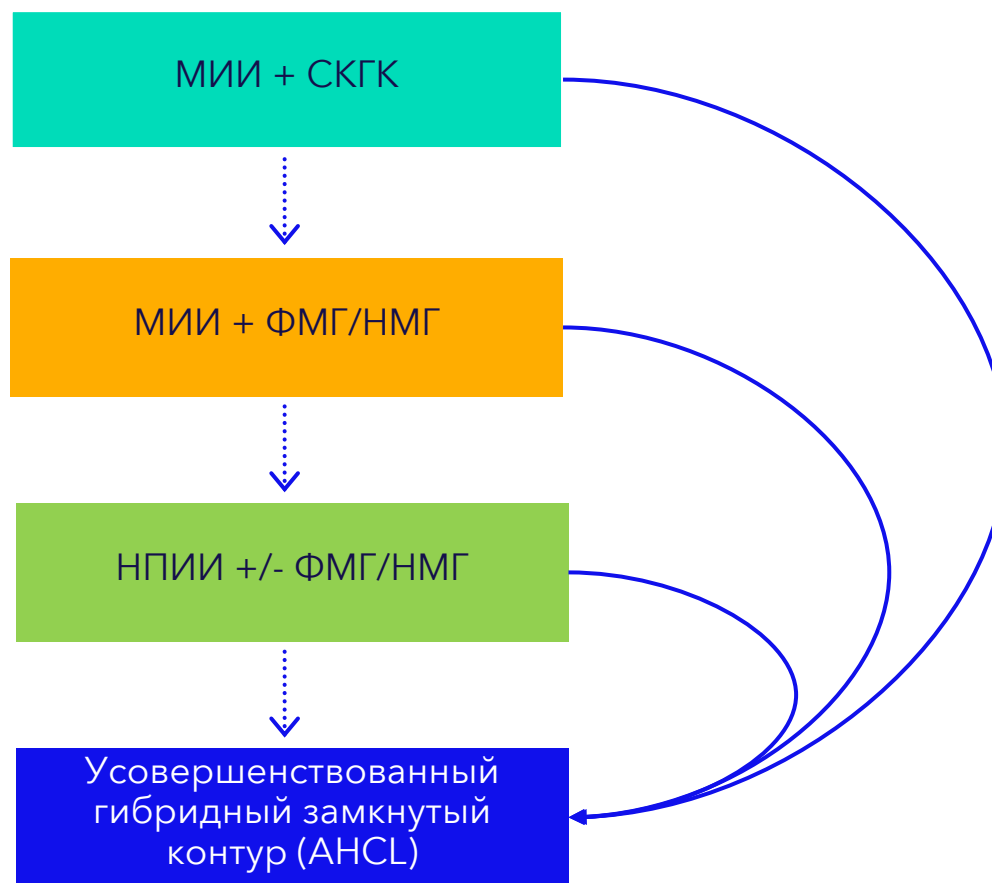 МИИ + СКГК
МИИ + ФМГ/НМГ
НПИИ +/- ФМГ/НМГ
Усовершенствованный
гибридный замкнутый
контур (AHCL)